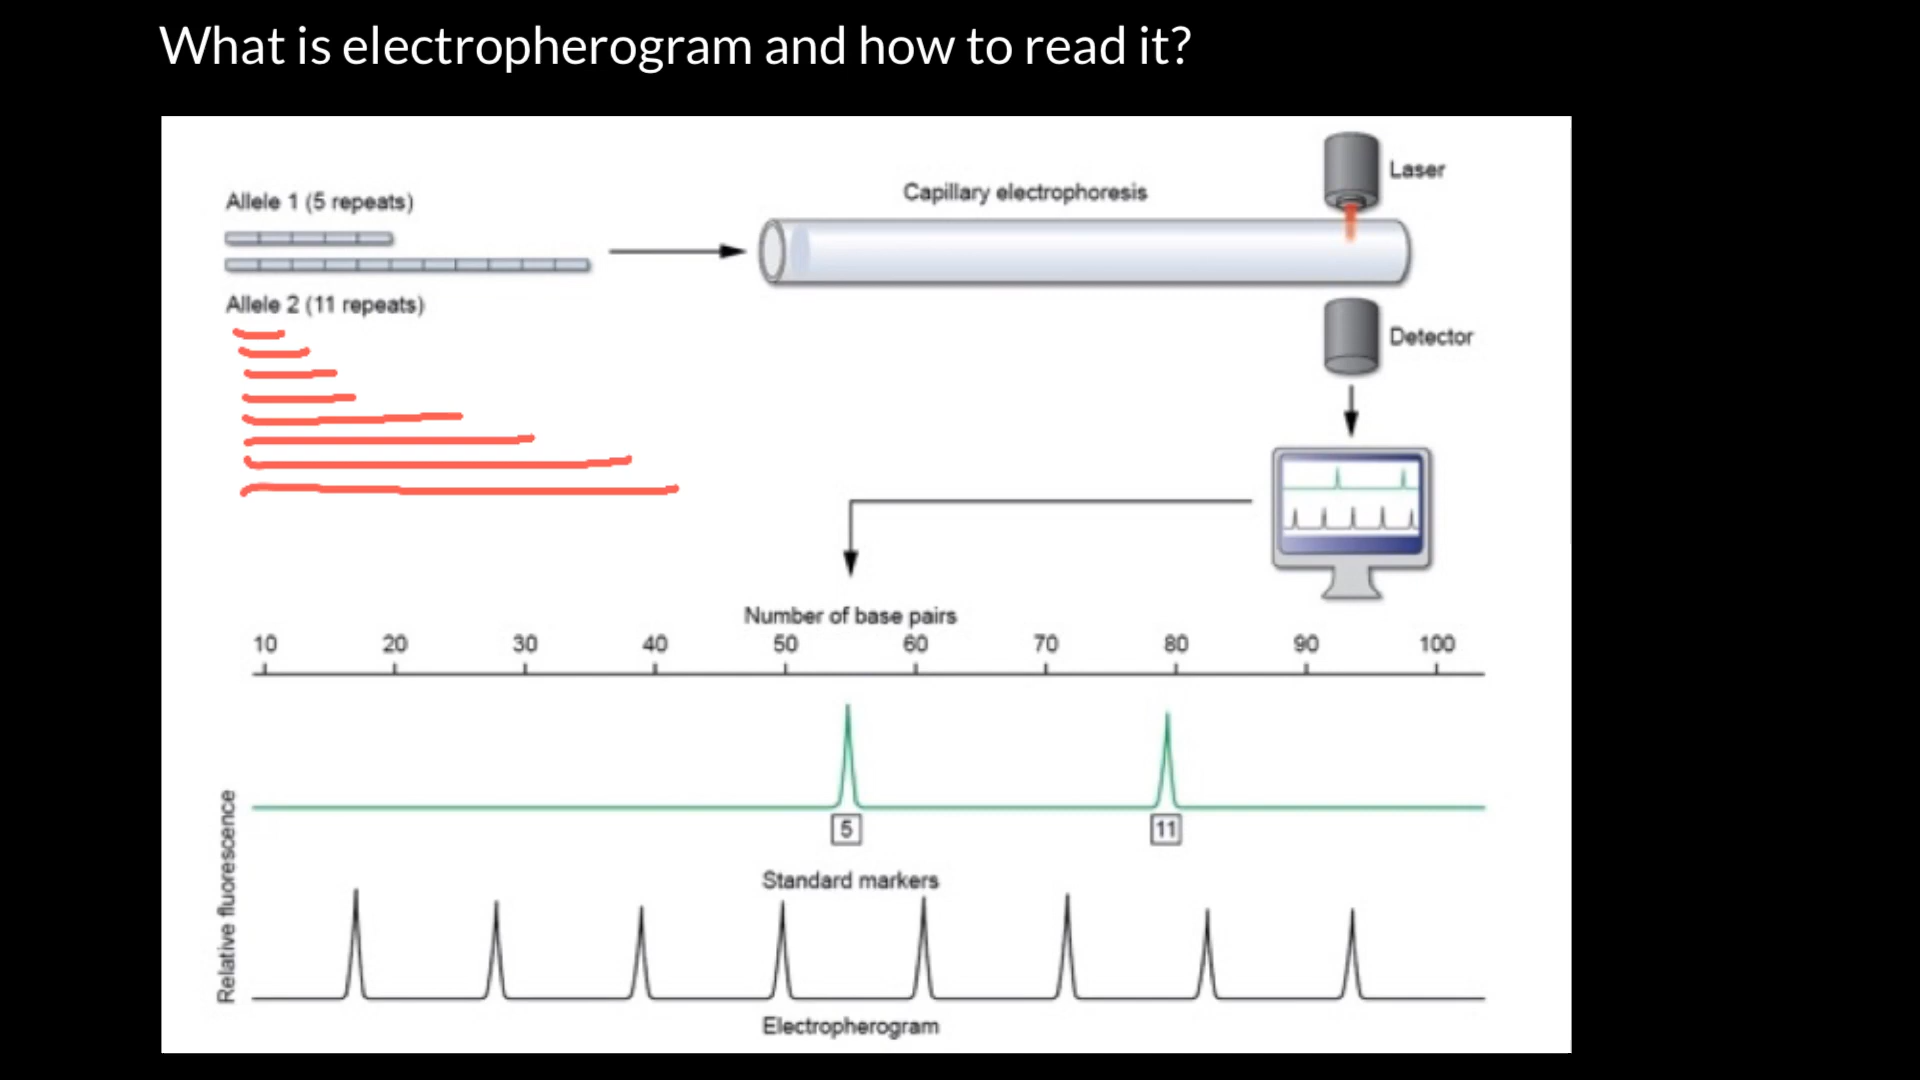 What is electropherogram and how to read it?
Laser
Capillary electrophoresis
Allele 1 (5 repeats)
Allele 2 (11 repeats)
Detector
Number of base pairs
10 20 30 40 50 60 70 80 90 100
5 11
Standard markers
Relative fluorescence
Electropherogram